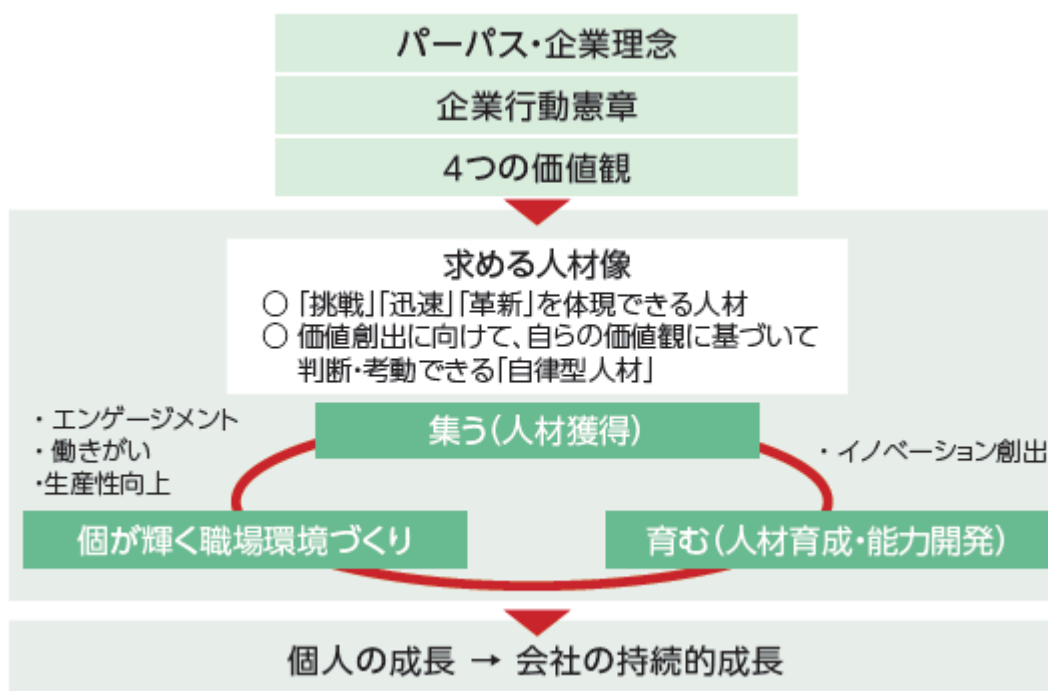 パーパス・企業理念
企業行動憲章
4つの価値観
求める人材像
○「挑戦」「迅速」「革新」を体現できる人材
○ 価値創出に向けて、自らの価値観に基づいて
判断・考動できる「自律型人材」
・エンゲージメント
・働きがい
・生産性向上
集う(人材獲得)
・イノベーション創出
個が輝く職場環境づくり
育む(人材育成・能力開発)
個人の成長 → 会社の持続的成長